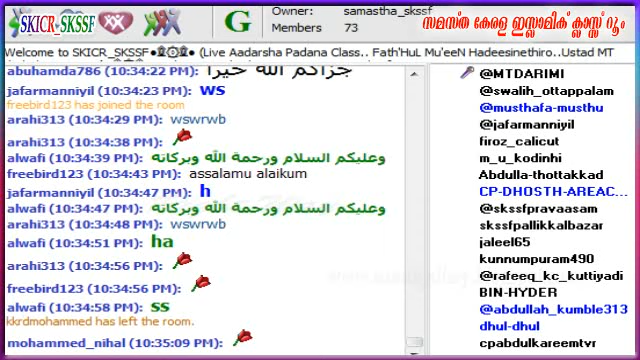 SKICR_SKSSF
G
Owner: samastha_skssf
Members 73
സമസ്ത കേരള ഇസ്ലാമിക് ക്ലാസ്സ് റൂം
Welcome to SKICR_SKSSF (Live Aadarsha Padana Class.. Fath'HuL Mu'eeN Hadeesinethiro..Ustad MT
abuhamda786 (10:34:22 PM): جزاكم الله خيرا
jafarmanniyil (10:34:23 PM): ws
freebird123 has joined the room
arahi313 (10:34:29 PM): wswrwb
arahi313 (10:34:38 PM):
alwafi (10:34:39 PM): وعليكم السلام ورحمة الله وبركاته
freebird123 (10:34:43 PM): assalamu alaikum
jafarmanniyil (10:34:47 PM): h
alwafi (10:34:47 PM): وعليكم السلام ورحمة الله وبركاته
arahi313 (10:34:48 PM): wswrwb
alwafi (10:34:51 PM): ha
arahi313 (10:34:56 PM):
freebird123 (10:34:56 PM):
alwafi (10:34:58 PM): ss
kkrdmohammed has left the room.
mohammed_nihal (10:35:09 PM):
@MTDARIMI
@swalih_ottappalam
@musthafa-musthu
@jafarmanniyil
firoz_calicut
m_u_kodinhi
Abdulla-thottakkad
CP-DHOSTH-AREAC...
@skssfpravaasam
skssfpallikkalbazar
jaleel65
kunnumpuram490
@rafeeq_kc_kuttiyadi
BIN-HYDER
@abdullah_kumble313
dhul-dhul
cpabdulkareemtvr